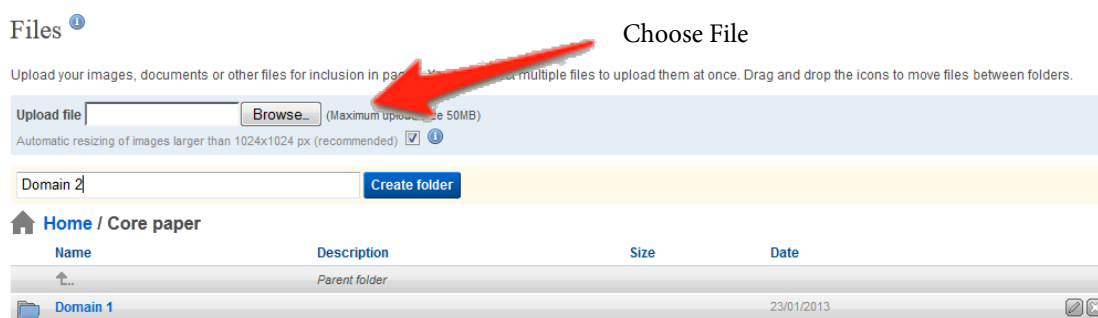 Files
Choose File
Upload your images, documents or other files for inclusion in multiple files to upload them at once. Drag and drop the icons to move files between folders.
Upload file Browse... (Maximum 50MB)
Automatic resizing of images larger than 1024x1024 px (recommended)
Domain 2 Create folder
Home / Core paper
Name Description Size Date
Parent folder
Domain 1 23/01/2013